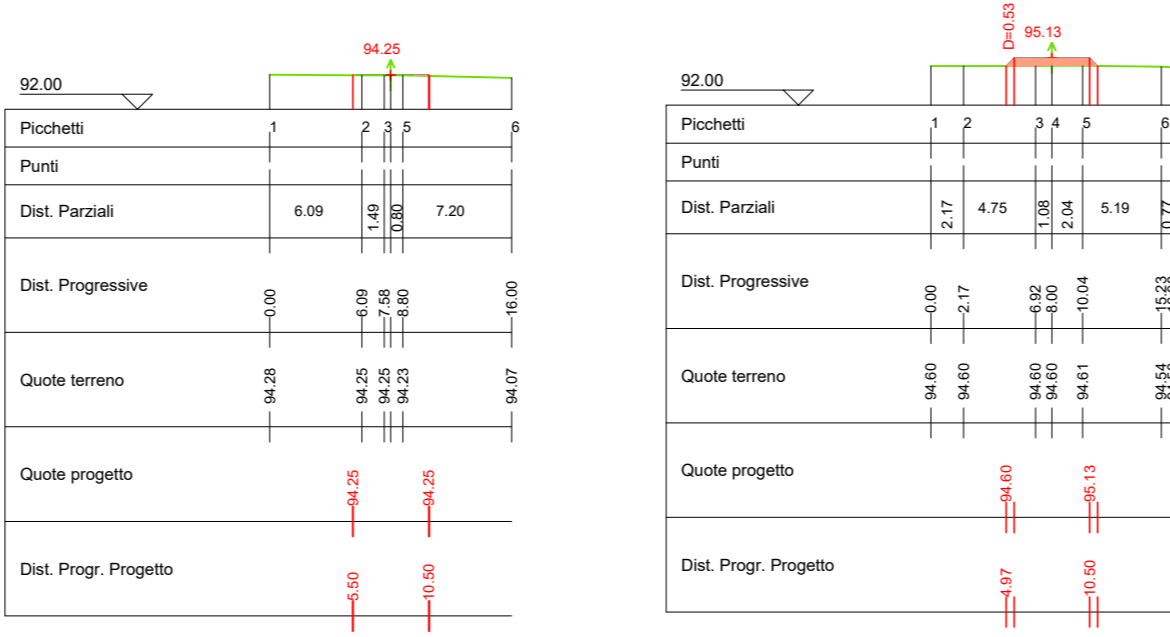 94.25
92.00
Picchetti 1 2 3 5 6
Punti
Dist. Parziali 6.09 1.49 0.80 7.20
Dist. Progressive 0.00 6.09 7.58 8.80 16.00
Quote terreno 94.28 94.25 94.25 94.23 94.07
Quote progetto 94.25 94.25
Dist. Progr. Progetto 5.50 10.50
D=0.53
95.13
92.00
Picchetti 1 2 3 4 5 6
Punti
Dist. Parziali 2.17 4.75 1.08 2.04 5.19 0.77
Dist. Progressive 0.00 2.17 6.92 8.00 10.04 15.23
Quote terreno 94.60 94.60 94.60 94.60 94.61 94.54
Quote progetto 94.60 95.13
Dist. Progr. Progetto 4.97 10.50